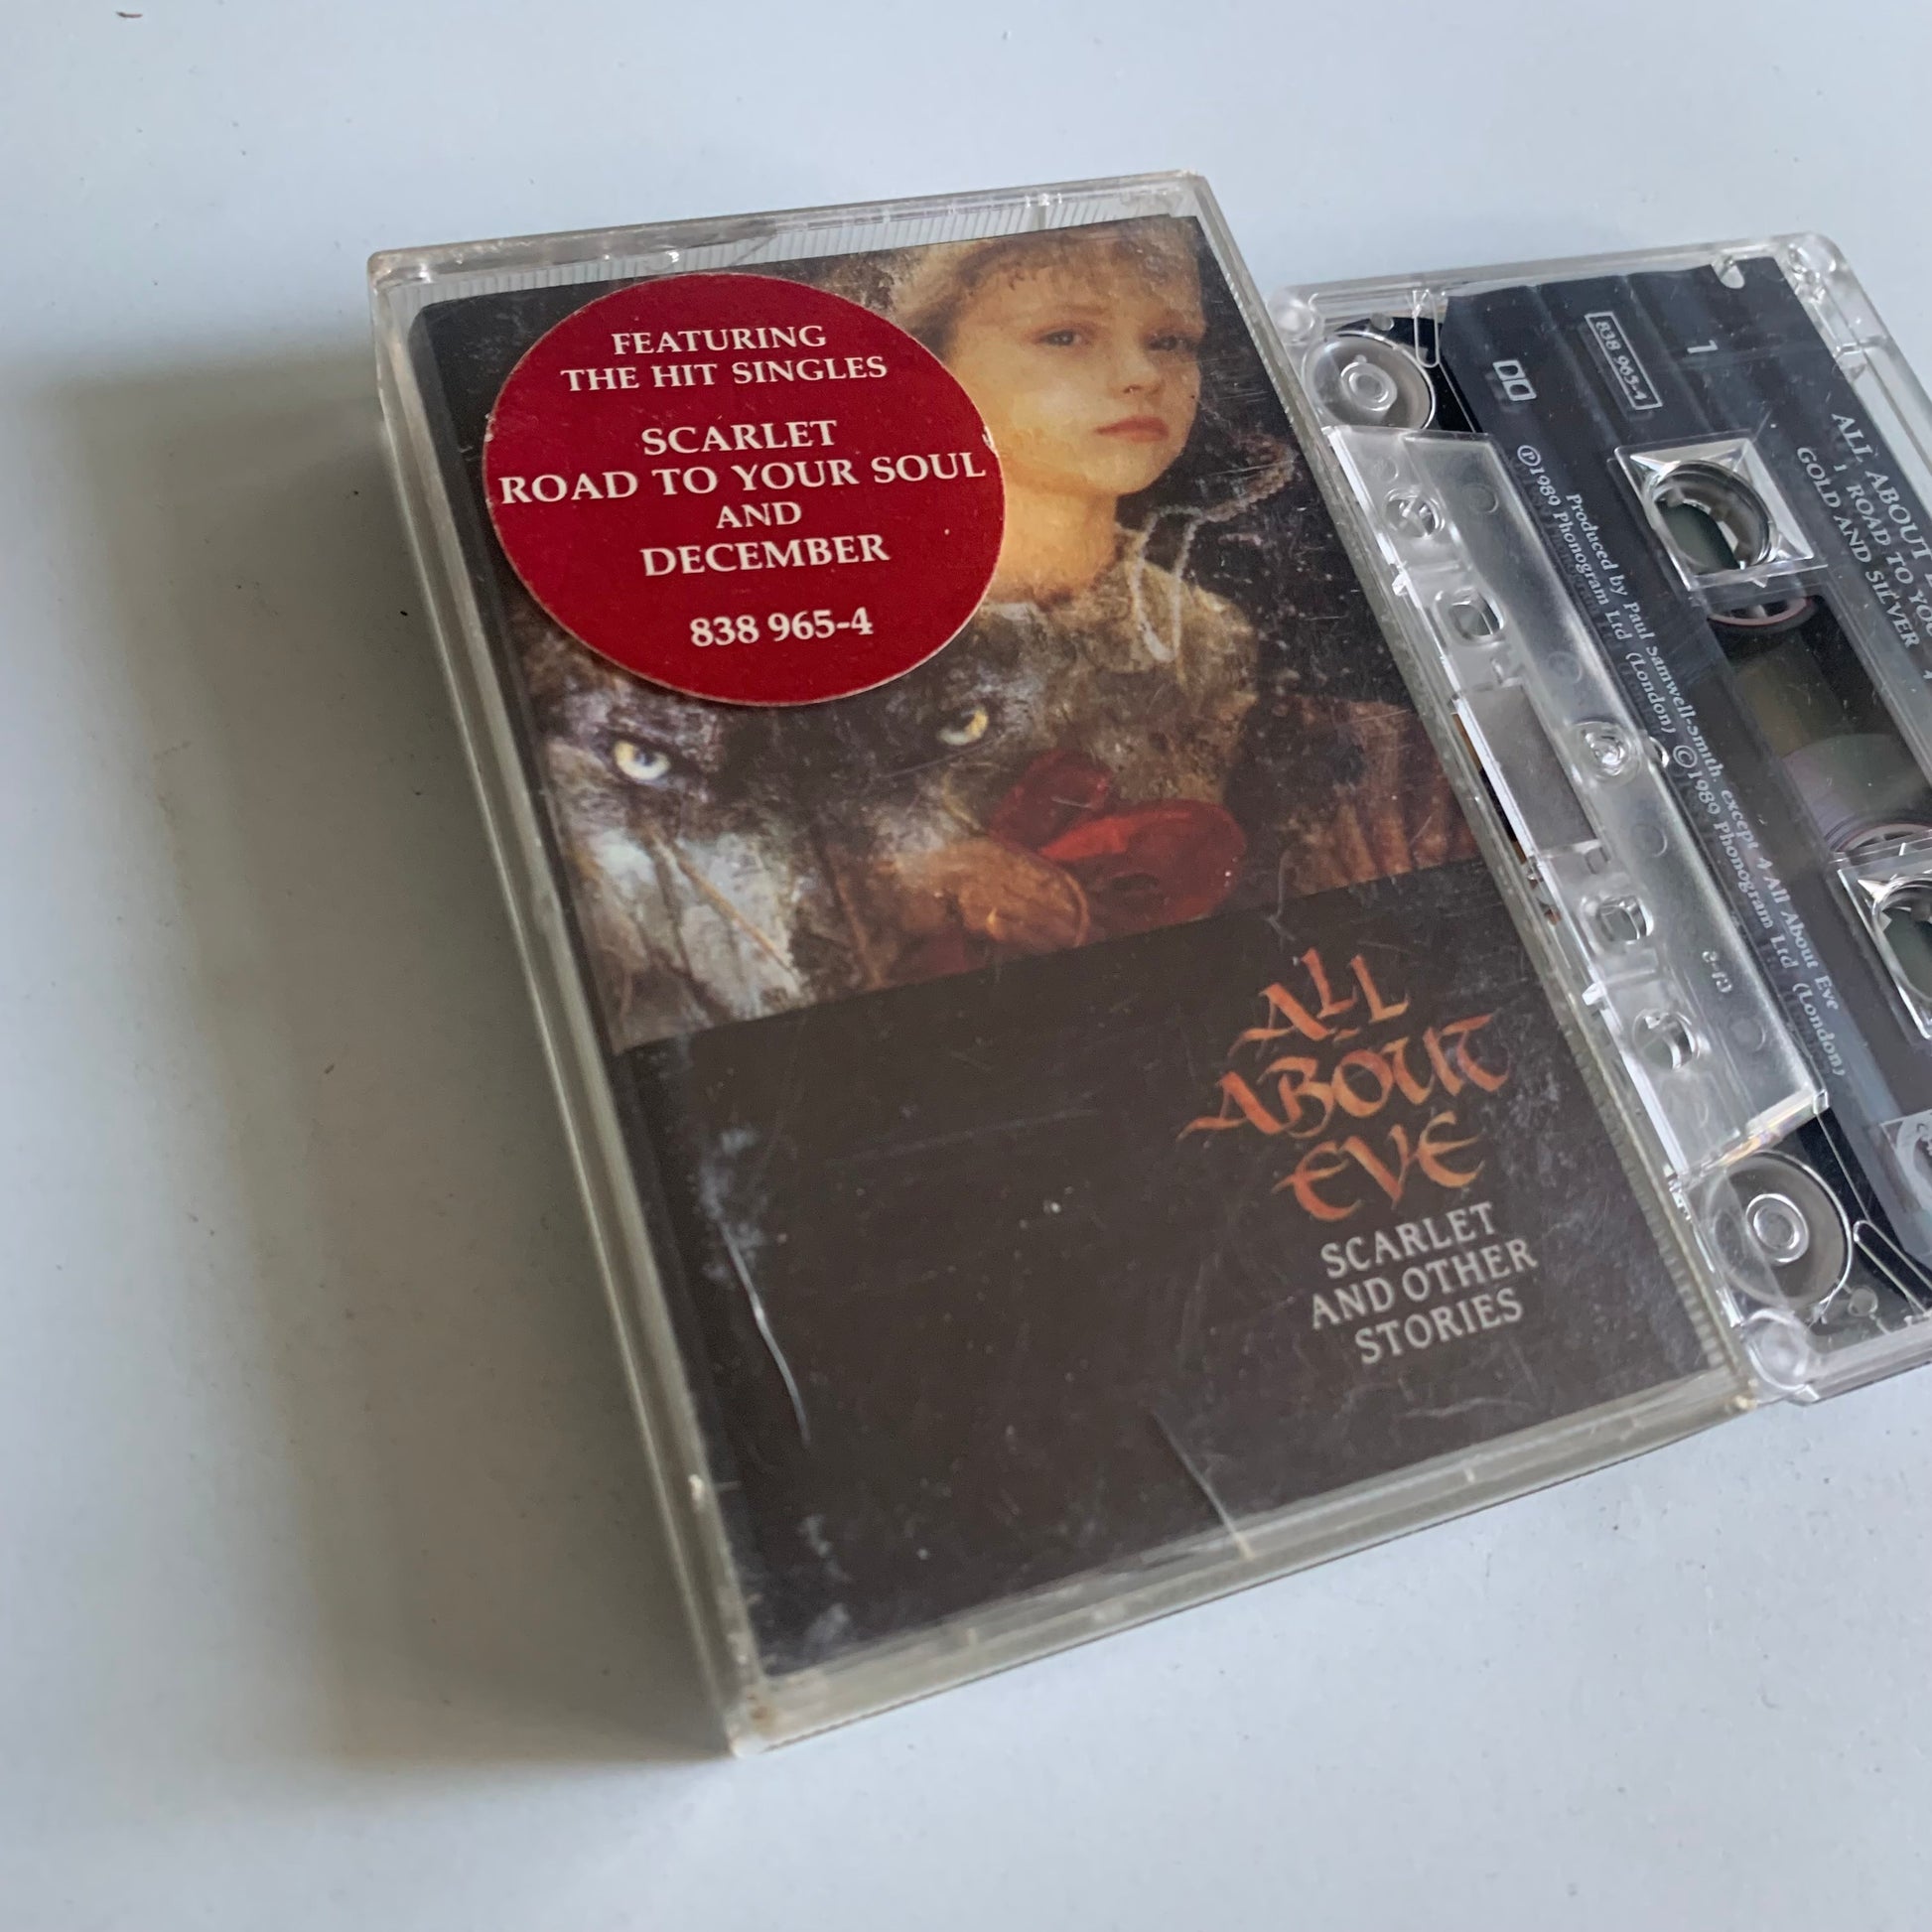 FEATURING
THE HIT SINGLES
SCARLET
ROAD TO YOUR SOUL
AND
DECEMBER
838 965-4
ALL
ABOUT
EVE
SCARLET
AND OTHER
STORIES
ALL ABOUT
1 ROAD TO YOU
GOLD AND SILVER
1
838 965-4
Produced by Paul Samwell-Smith. except 4 All About Eve
℗1989 Phonogram Ltd (London) ©1989 Phonogram Ltd (London)